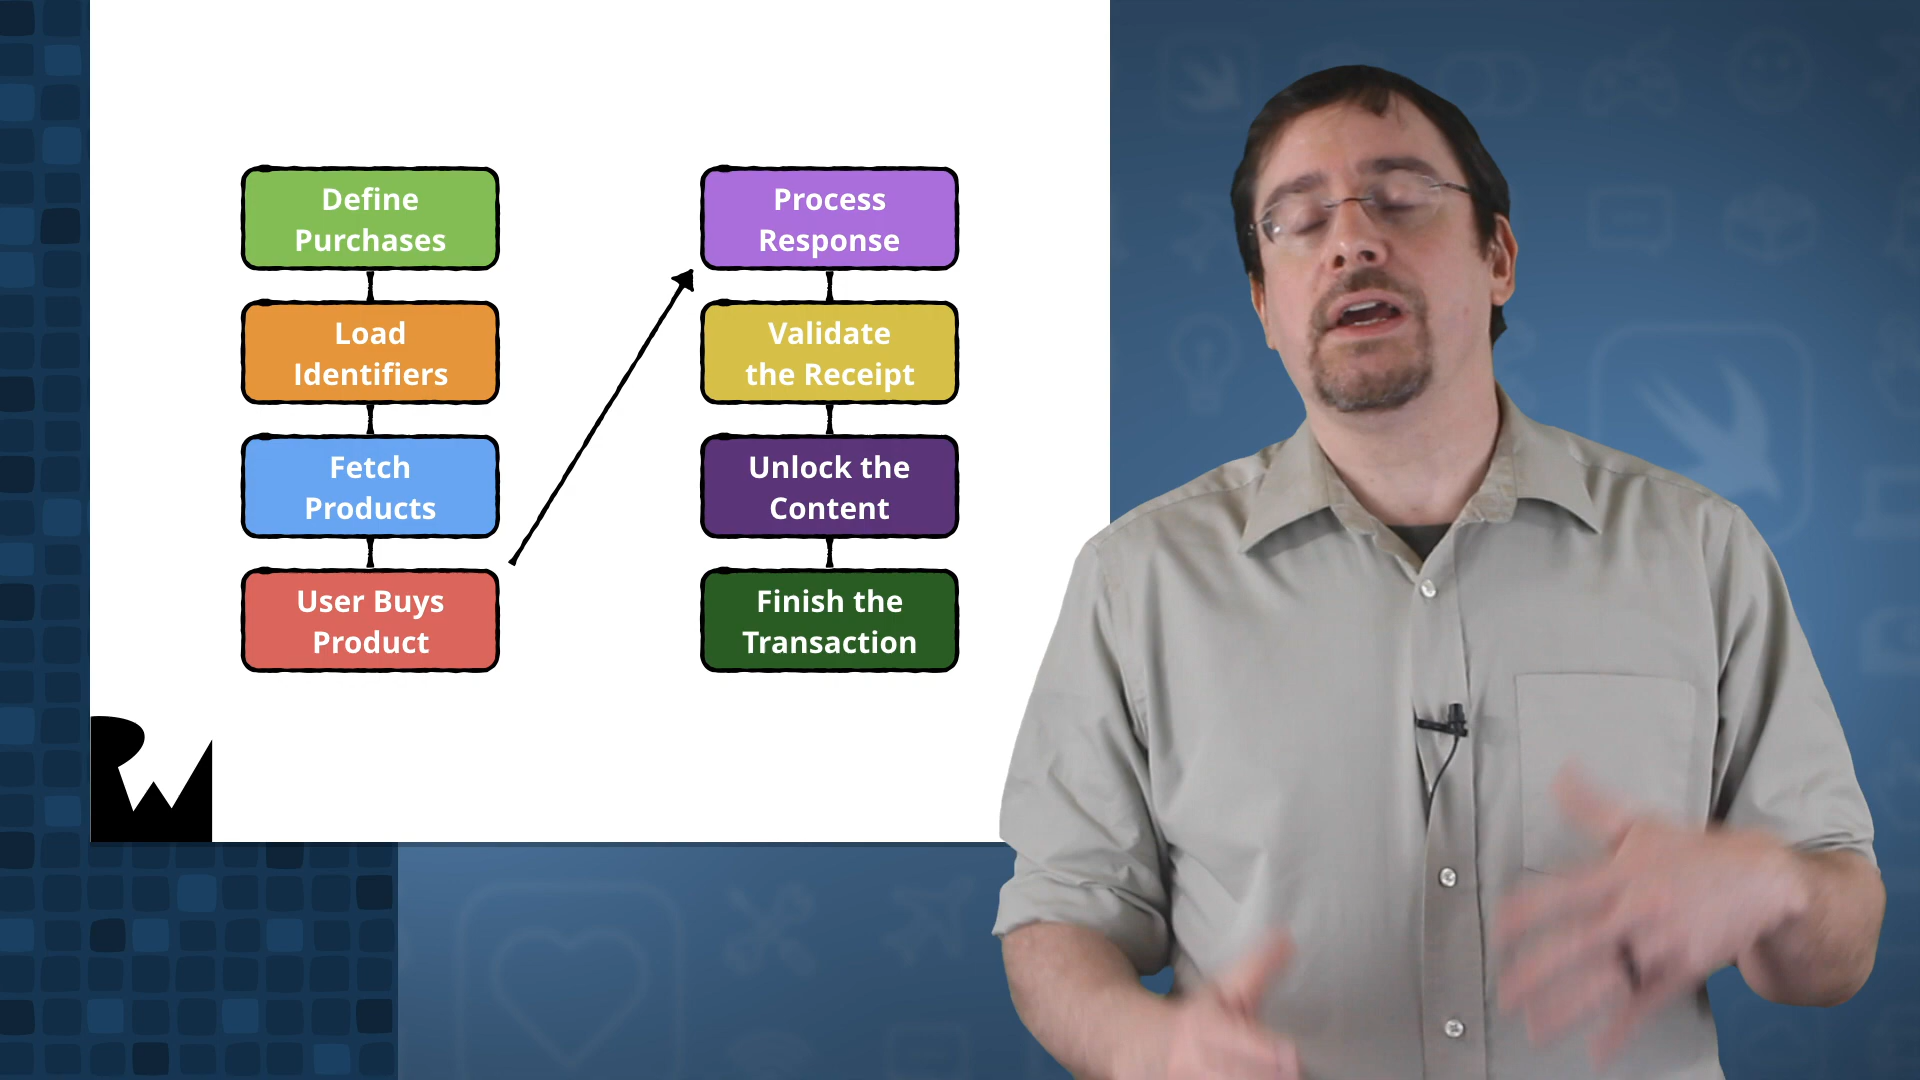 Define
Purchases
Load
Identifiers
Fetch
Products
User Buys
Product
Process
Response
Validate
the Receipt
Unlock the
Content
Finish the
Transaction
RW